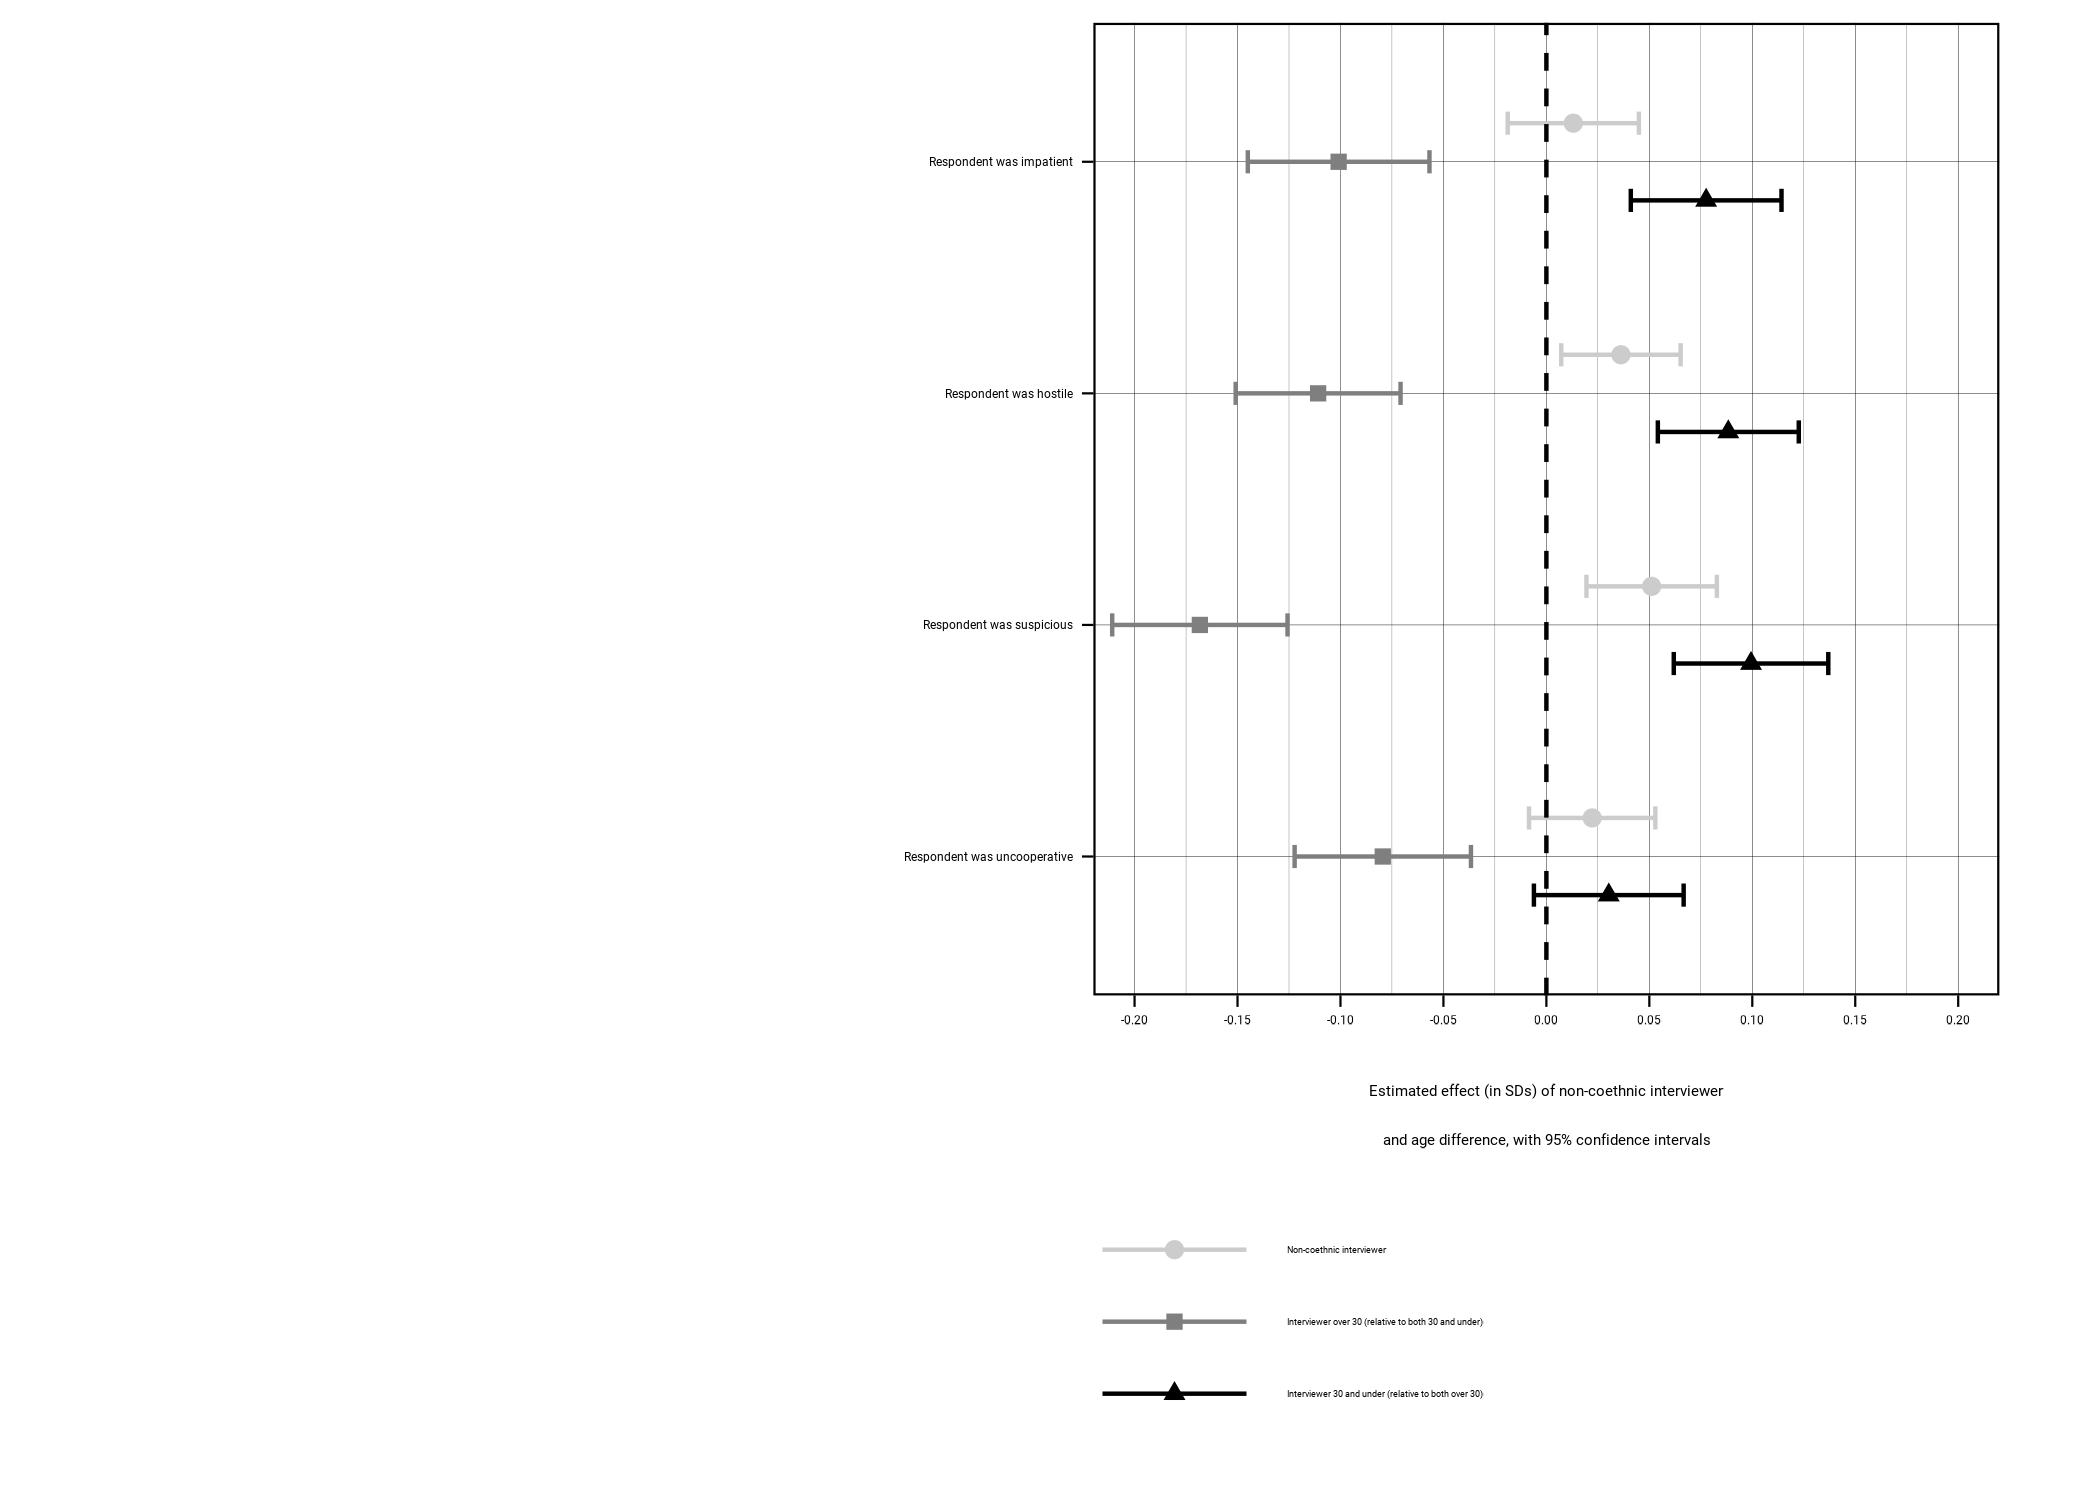 Respondent was impatient
Respondent was hostile
Respondent was suspicious
Respondent was uncooperative
-0.20 -0.15 -0.10 -0.05 0.00 0.05 0.10 0.15 0.20
Estimated effect (in SDs) of non-coethnic interviewer
and age difference, with 95% confidence intervals
Non-coethnic interviewer
Interviewer over 30 (relative to both 30 and under)
Interviewer 30 and under (relative to both over 30)